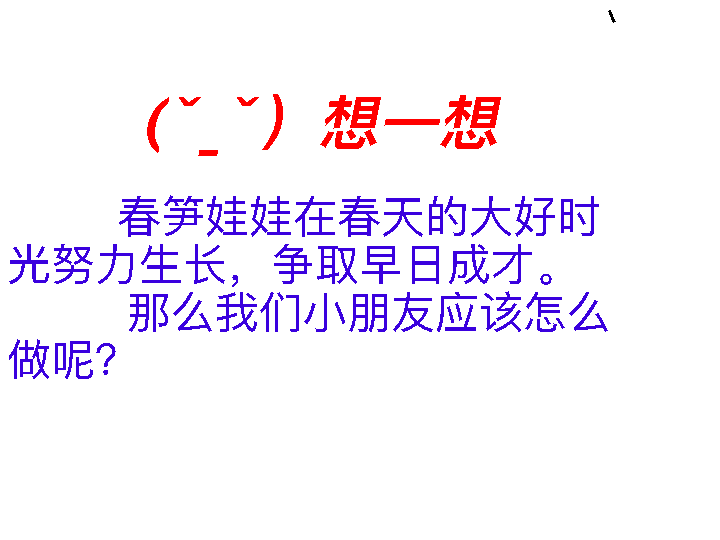 (ˇ_ˇ）想一想
春笋娃娃在春天的大好时
光努力生长，争取早日成才。
那么我们小朋友应该怎么
做呢？